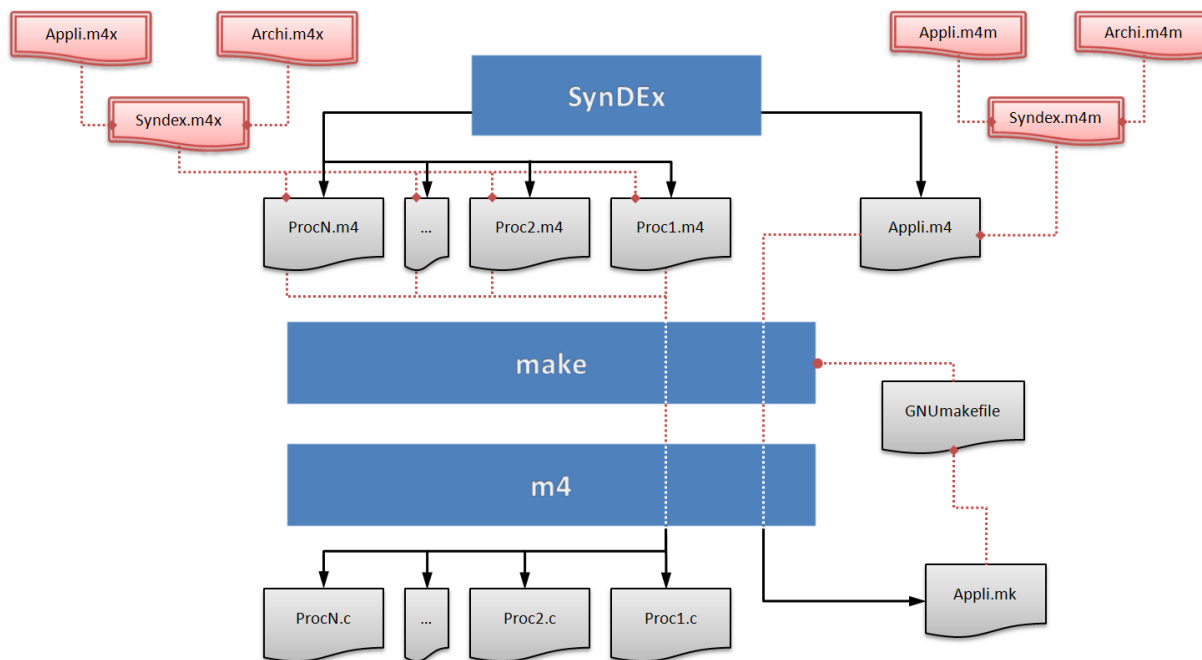 Appli.m4x
Archi.m4x
Appli.m4m
Archi.m4m
SynDEx
Syndex.m4x
Syndex.m4m
ProcN.m4
...
Proc2.m4
Proc1.m4
Appli.m4
make
GNUmakefile
m4
Appli.mk
ProcN.c
...
Proc2.c
Proc1.c